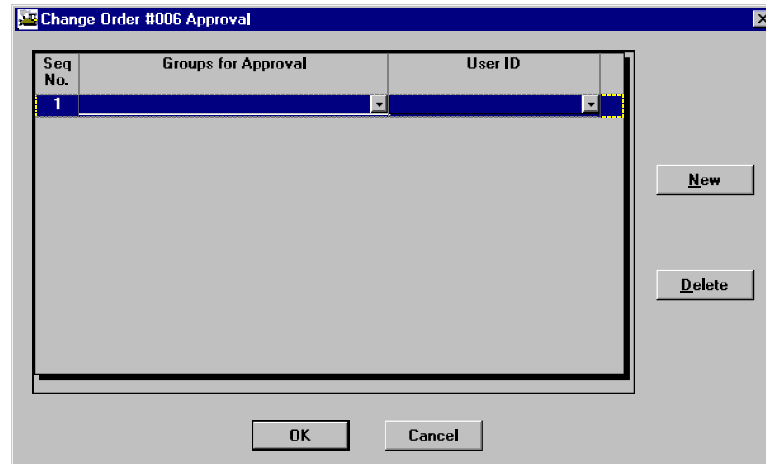 Change Order #006 Approval
Seq No. Groups for Approval User ID
1
New
Delete
OK Cancel